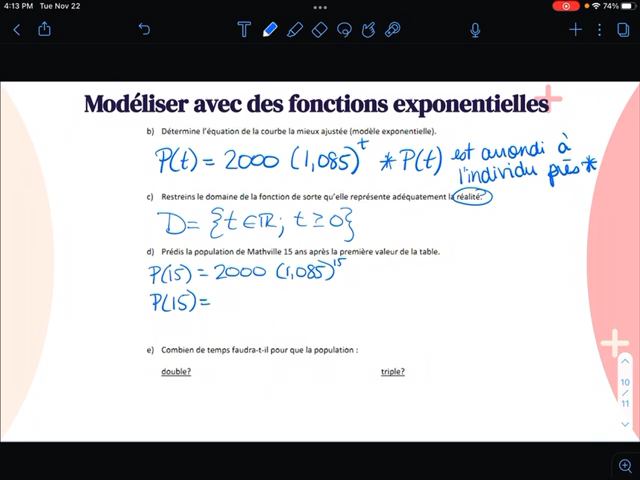 4:13 PM Tue Nov 22
74%
Modéliser avec des fonctions exponentielles
b) Détermine l'équation de la courbe la mieux ajustée (modèle exponentielle).
P(t) = 2000 (1,085)^t * P(t) est arrondi à
l'individu près *
c) Restreins le domaine de la fonction de sorte qu'elle représente adéquatement la réalité.
D = {t ∈ ℝ; t ≥ 0}
d) Prédis la population de Mathville 15 ans après la première valeur de la table.
P(15) = 2000 (1,085)^15
P(15) =
e) Combien de temps faudra-t-il pour que la population :
double? triple?
10
/
11